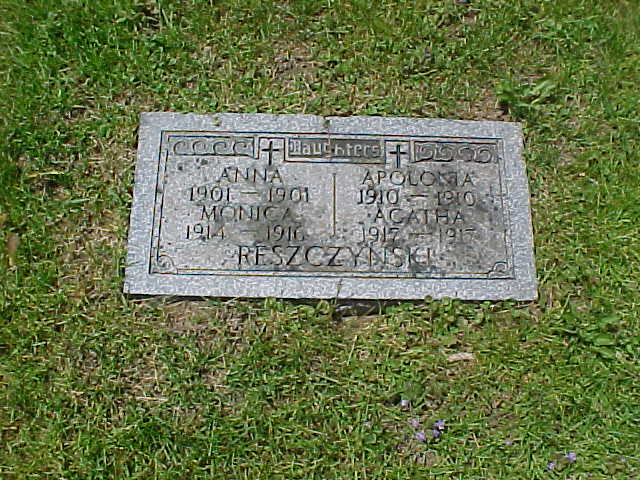 Daughters
ANNA APOLONIA
1901 — 1901 1910 — 1910
MONICA AGATHA
1914 — 1916 1917 — 1917
RESZCZYNSKI